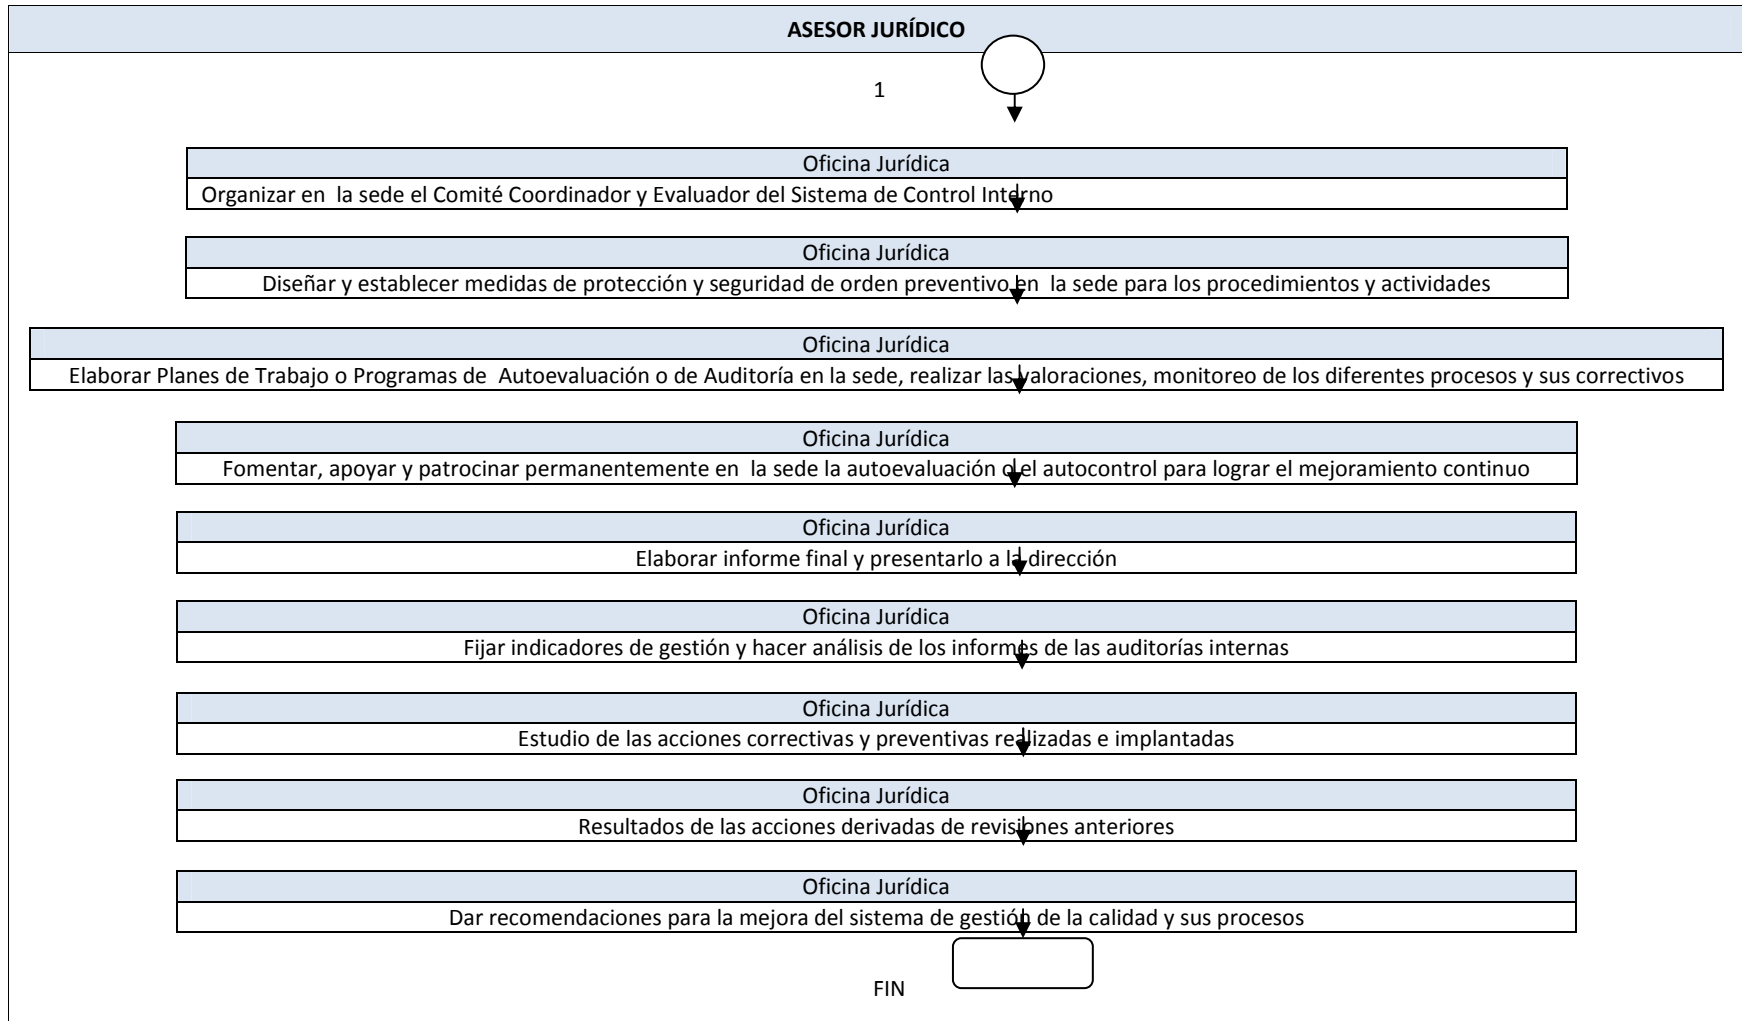 ASESOR JURÍDICO
1
Oficina Jurídica
Organizar en la sede el Comité Coordinador y Evaluador del Sistema de Control Interno
Oficina Jurídica
Diseñar y establecer medidas de protección y seguridad de orden preventivo en la sede para los procedimientos y actividades
Oficina Jurídica
Elaborar Planes de Trabajo o Programas de Autoevaluación o de Auditoría en la sede, realizar las valoraciones, monitoreo de los diferentes procesos y sus correctivos
Oficina Jurídica
Fomentar, apoyar y patrocinar permanentemente en la sede la autoevaluación o el autocontrol para lograr el mejoramiento continuo
Oficina Jurídica
Elaborar informe final y presentarlo a la dirección
Oficina Jurídica
Fijar indicadores de gestión y hacer análisis de los informes de las auditorías internas
Oficina Jurídica
Estudio de las acciones correctivas y preventivas realizadas e implantadas
Oficina Jurídica
Resultados de las acciones derivadas de revisiones anteriores
Oficina Jurídica
Dar recomendaciones para la mejora del sistema de gestión de la calidad y sus procesos
FIN